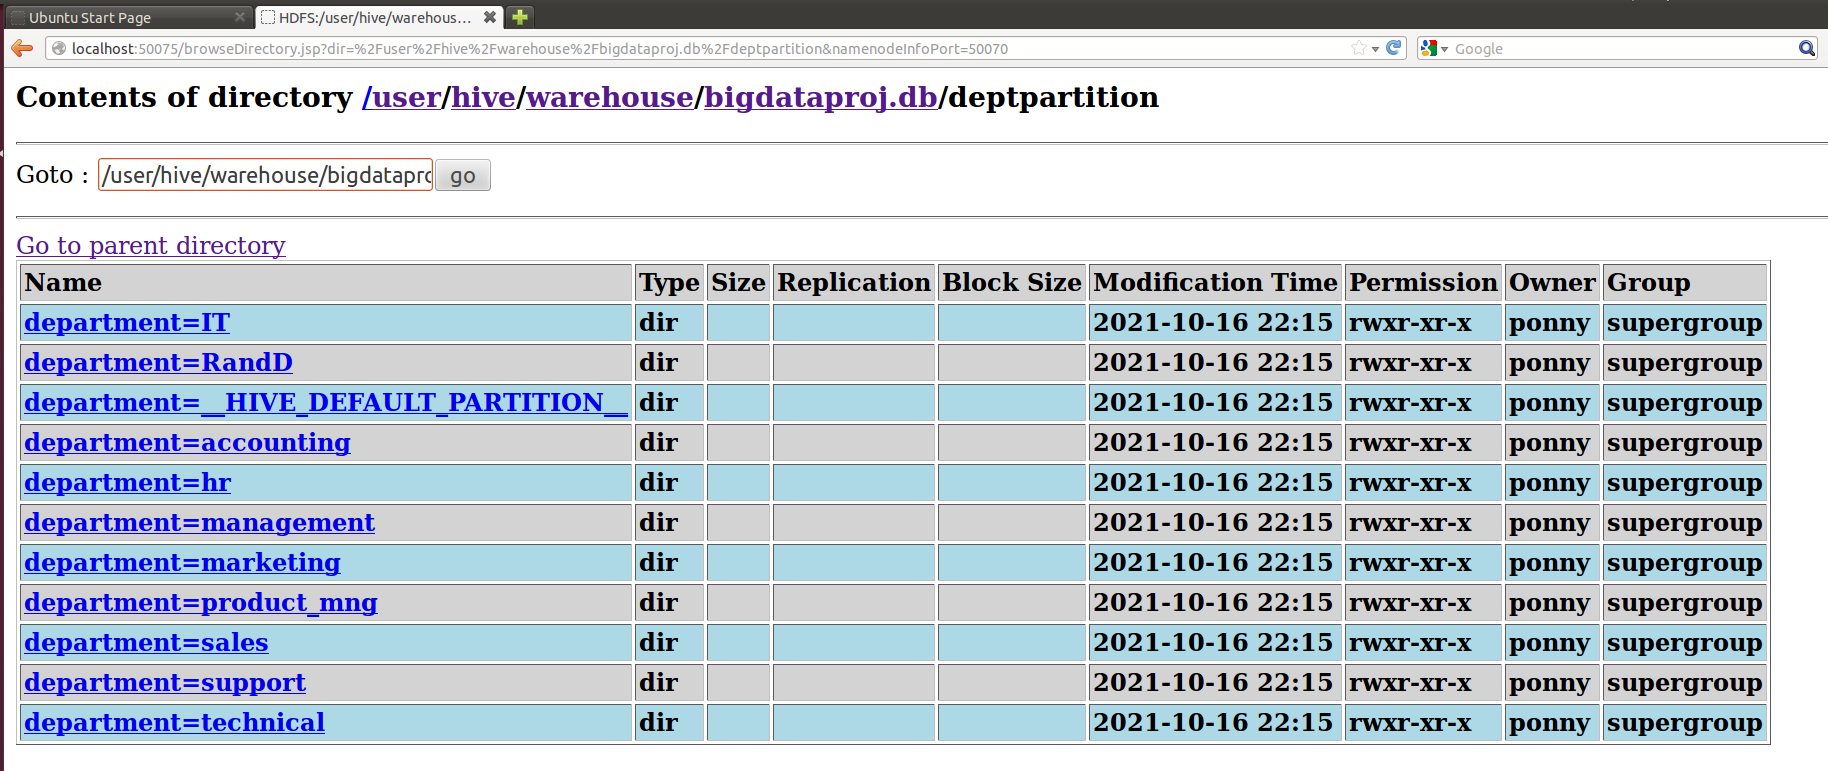 Ubuntu Start Page
HDFS:/user/hive/warehous...
localhost:50075/browseDirectory.jsp?dir=%2Fuser%2Fhive%2Fwarehouse%2Fbigdataproj.db%2Fdeptpartition&namenodeInfoPort=50070
Google
Contents of directory /user/hive/warehouse/bigdataproj.db/deptpartition
Goto : /user/hive/warehouse/bigdatapro go
Go to parent directory
Name Type Size Replication Block Size Modification Time Permission Owner Group
department=IT dir 2021-10-16 22:15 rwxr-xr-x ponny supergroup
department=RandD dir 2021-10-16 22:15 rwxr-xr-x ponny supergroup
department=__HIVE_DEFAULT_PARTITION__ dir 2021-10-16 22:15 rwxr-xr-x ponny supergroup
department=accounting dir 2021-10-16 22:15 rwxr-xr-x ponny supergroup
department=hr dir 2021-10-16 22:15 rwxr-xr-x ponny supergroup
department=management dir 2021-10-16 22:15 rwxr-xr-x ponny supergroup
department=marketing dir 2021-10-16 22:15 rwxr-xr-x ponny supergroup
department=product_mng dir 2021-10-16 22:15 rwxr-xr-x ponny supergroup
department=sales dir 2021-10-16 22:15 rwxr-xr-x ponny supergroup
department=support dir 2021-10-16 22:15 rwxr-xr-x ponny supergroup
department=technical dir 2021-10-16 22:15 rwxr-xr-x ponny supergroup